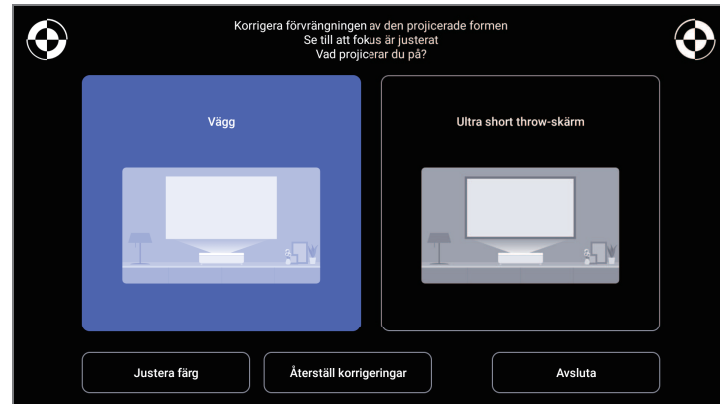 Korrigera förvrängningen av den projicerade formen
Se till att fokus är justerat
Vad projicerar du på?
Vägg
Ultra short throw-skärm
Justera färg
Återställ korrigeringar
Avsluta